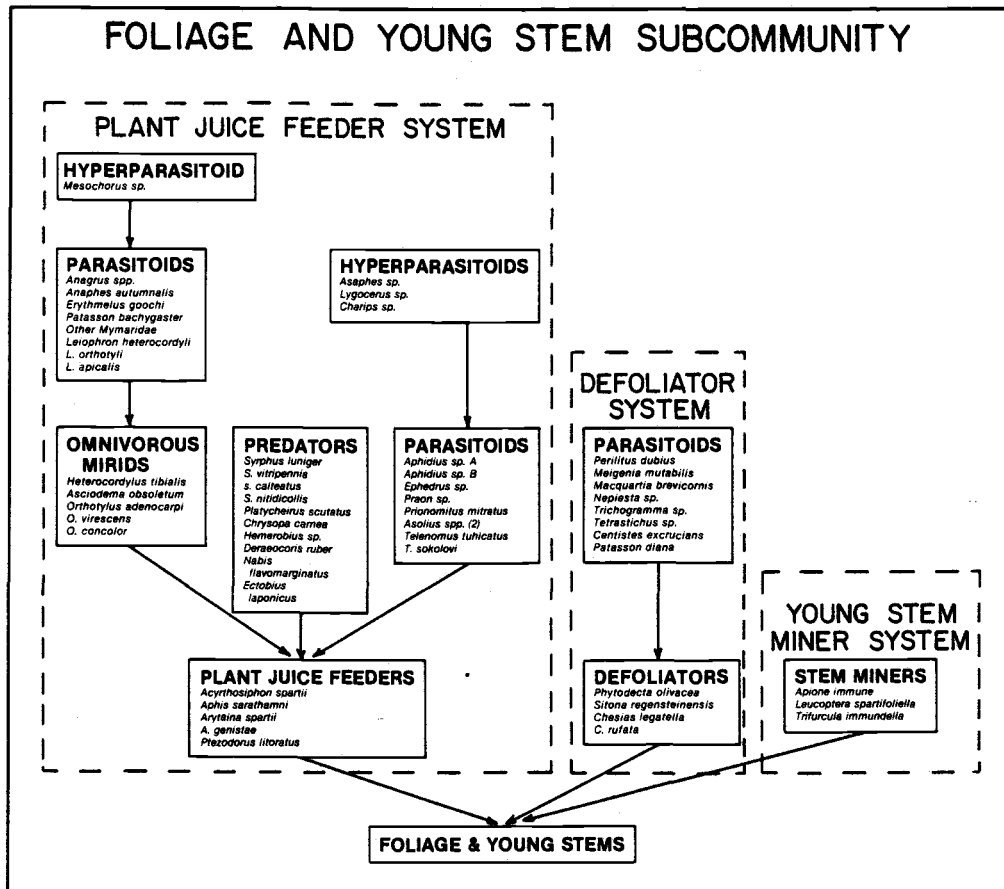 FOLIAGE AND YOUNG STEM SUBCOMMUNITY
PLANT JUICE FEEDER SYSTEM
HYPERPARASITOID
Mesochorus sp.
PARASITOIDS
Anagrus spp.
Anaphes autumnalis
Erythmelus goochi
Patasson bachygaster
Other Mymaridae
Leiophron heterocordyli
L. orthotyli
L. apicalis
HYPERPARASITOIDS
Asaphes sp.
Lygocerus sp.
Charips sp.
OMNIVOROUS
MIRIDS
Heterocordylus tibialis
Asciodema obsoletum
Orthotylus adenocarpi
O. virescens
O. concolor
PREDATORS
Syrphus luniger
S. vitripennis
s. calteatus
S. nitidicollis
Platycheirus scutatus
Chrysopa carnea
Hemerobius sp.
Deraeocoris ruber
Nabis
flavomarginatus
Ectobius
laponicus
PARASITOIDS
Aphidius sp. A
Aphidius sp. B
Ephedrus sp.
Praon sp.
Prionomitus mitratus
Asolius spp. (2)
Telenomus tuhicatus
T. sokolovi
PLANT JUICE FEEDERS
Acyrthosiphon spartii
Aphis sarathamni
Arytaina spartii
A. genistae
Ptezodorus litoratus
DEFOLIATOR
SYSTEM
PARASITOIDS
Perilitus dubius
Meigenia mutabilis
Macquartia brevicornis
Nepiesta sp.
Trichogramma sp.
Tetrastichus sp.
Centistes excrucians
Patasson diana
DEFOLIATORS
Phytodecta olivacea
Sitona regensteinensis
Chesias legatella
C. rufata
YOUNG STEM
MINER SYSTEM
STEM MINERS
Apione immune
Leucoptera spartifoliella
Trifurcula immundella
FOLIAGE & YOUNG STEMS